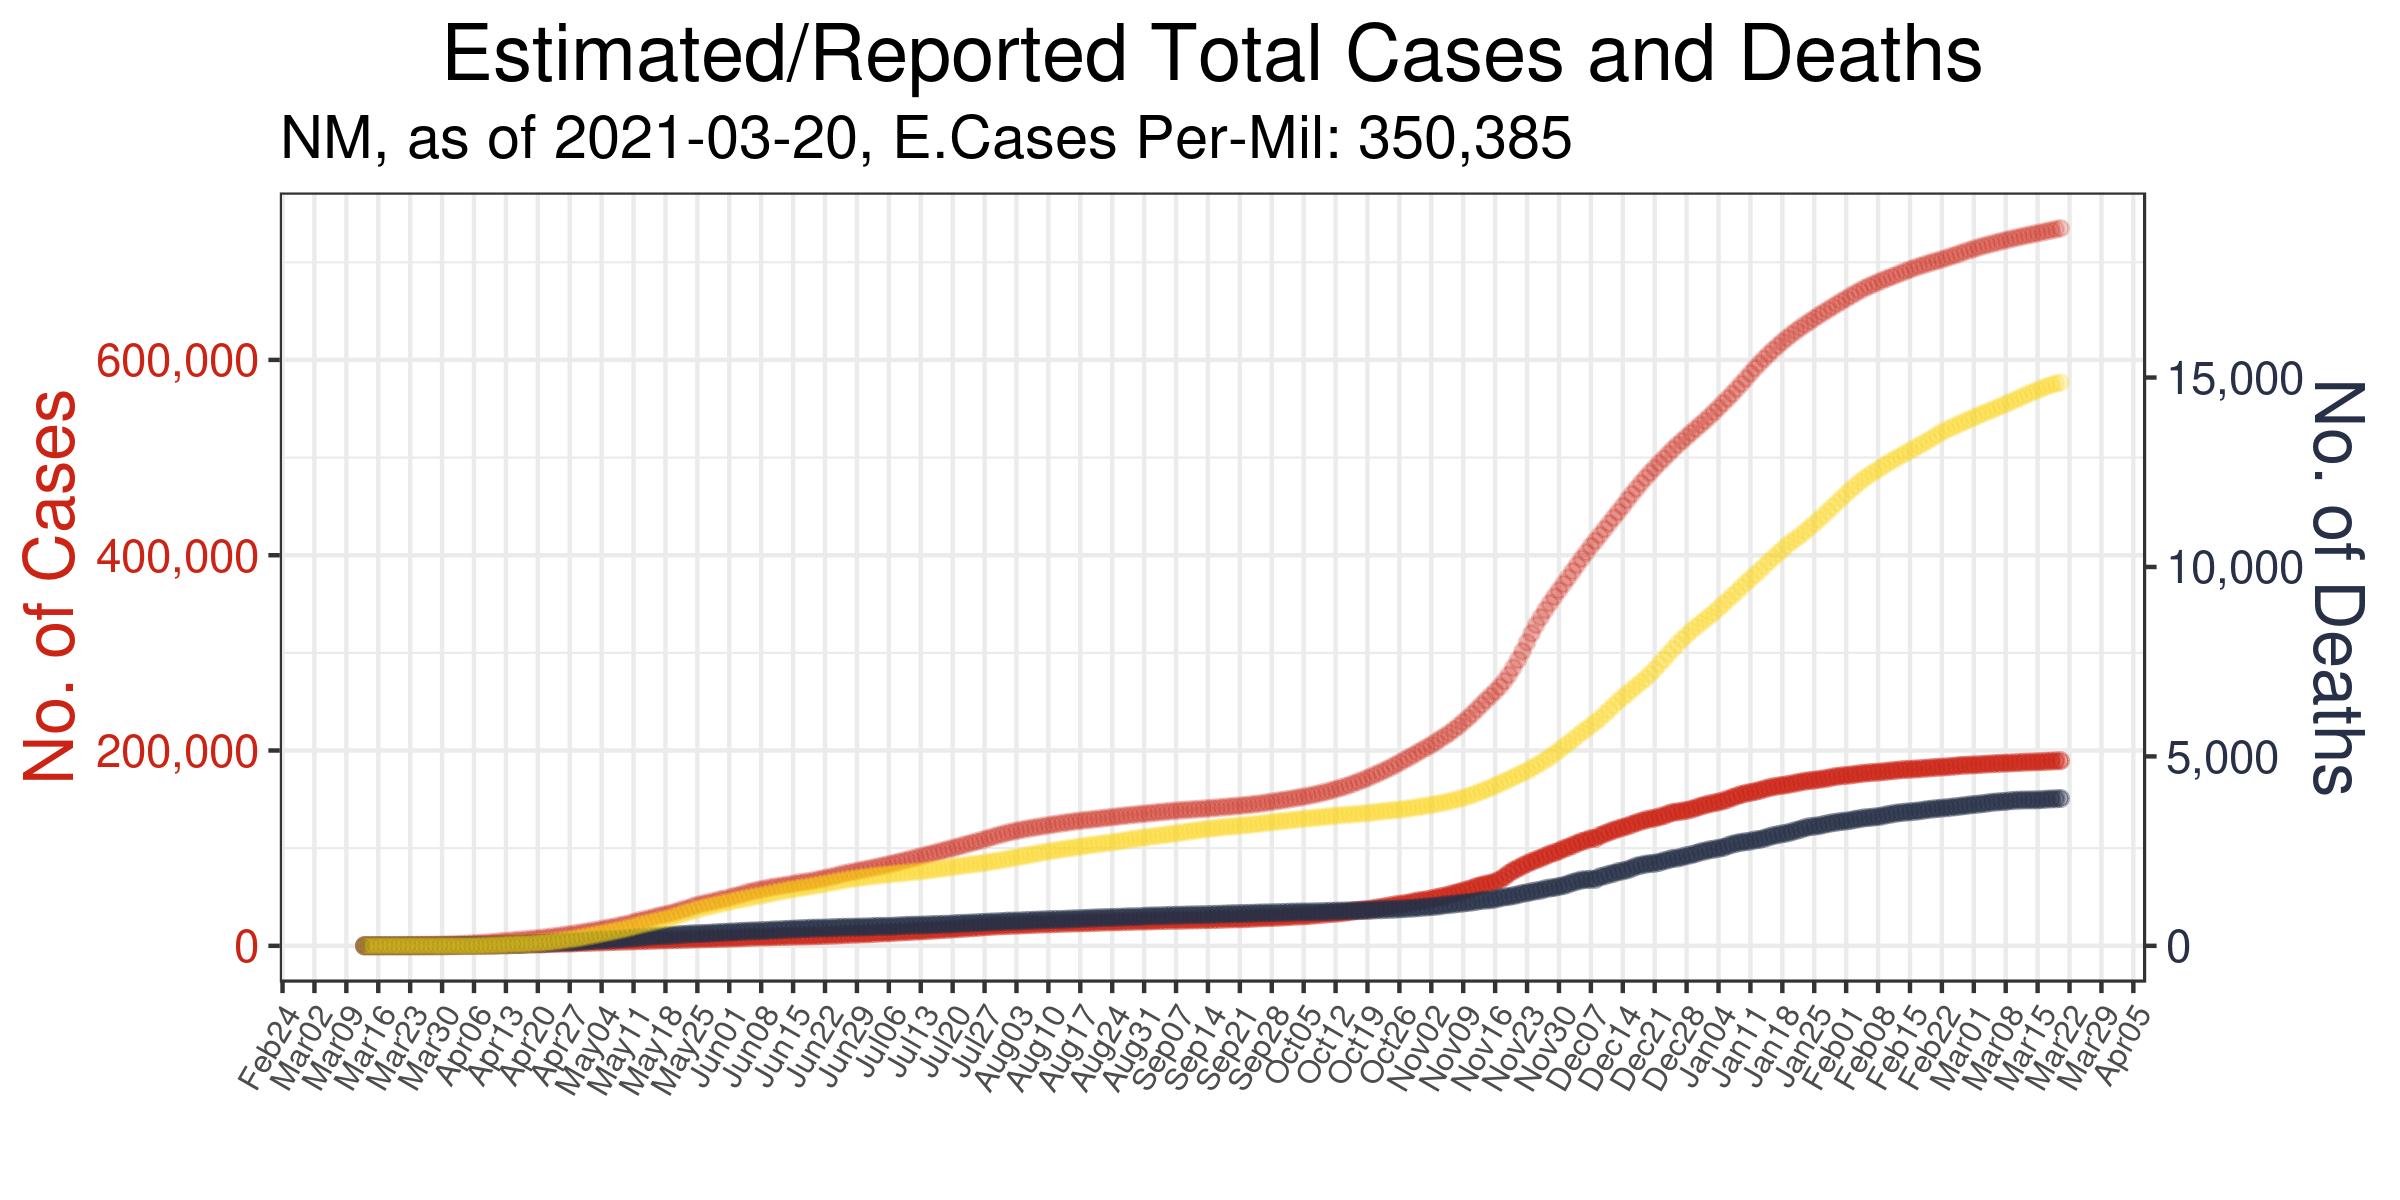 Estimated/Reported Total Cases and Deaths
NM, as of 2021-03-20, E.Cases Per-Mil: 350,385
No. of Cases
600,000
400,000
200,000
0
15,000
10,000
5,000
0
No. of Deaths
Feb24
Mar02
Mar09
Mar16
Mar23
Mar30
Apr06
Apr13
Apr20
Apr27
May04
May11
May18
May25
Jun01
Jun08
Jun15
Jun22
Jun29
Jul06
Jul13
Jul20
Jul27
Aug03
Aug10
Aug17
Aug24
Aug31
Sep07
Sep14
Sep21
Sep28
Oct05
Oct12
Oct19
Oct26
Nov02
Nov09
Nov16
Nov23
Nov30
Dec07
Dec14
Dec21
Dec28
Jan04
Jan11
Jan18
Jan25
Feb01
Feb08
Feb15
Feb22
Mar01
Mar08
Mar15
Mar22
Mar29
Apr05